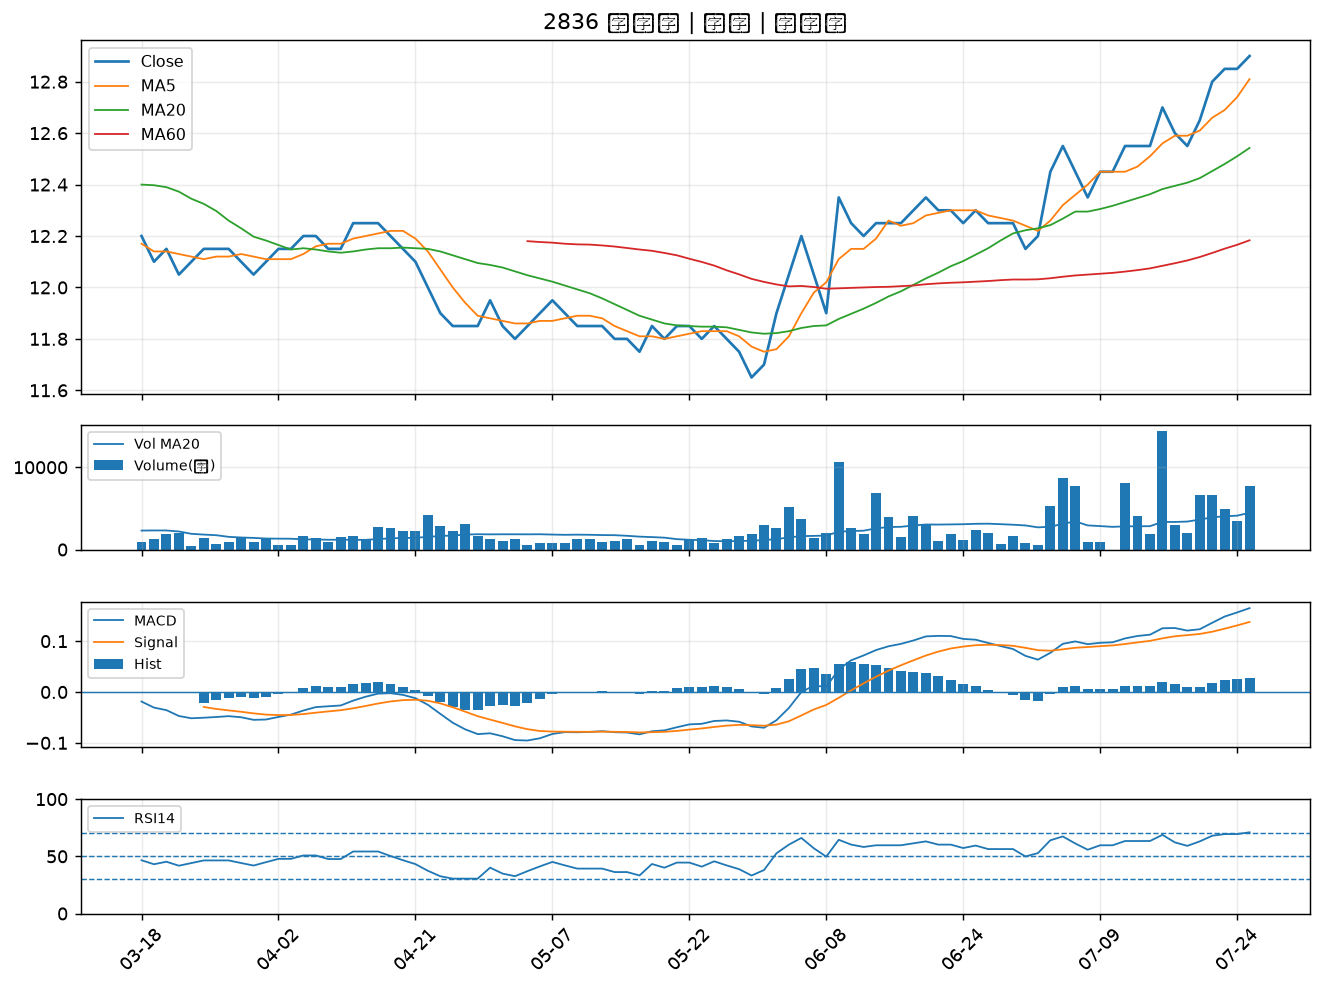 2836 | |
Close
MA5
MA20
MA60
12.8
12.6
12.4
12.2
12.0
11.8
11.6
Vol MA20
Volume( )
10000
0
MACD
Signal
Hist
0.1
0.0
−0.1
RSI14
100
50
0
03-18 04-02 04-21 05-07 05-22 06-08 06-24 07-09 07-24